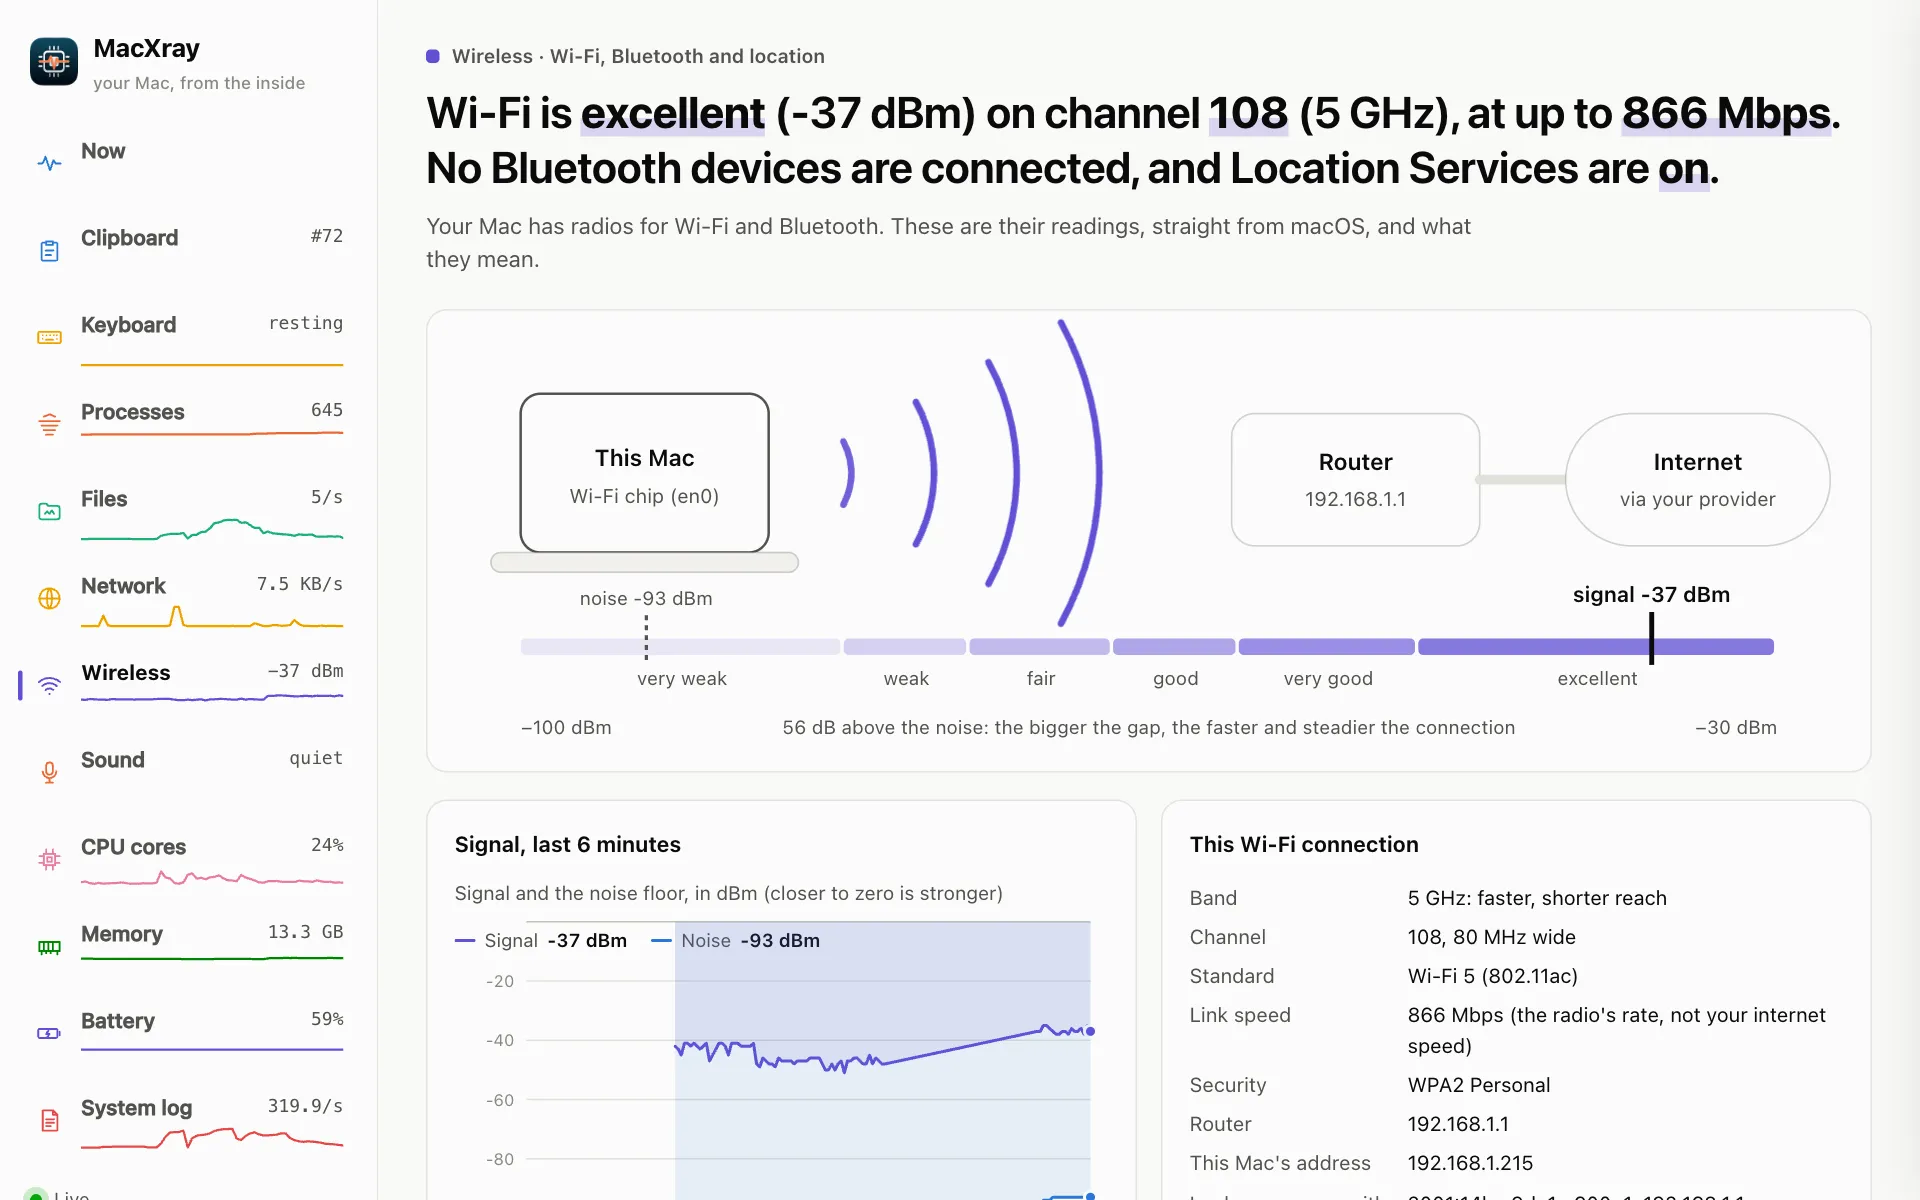 MacXray
your Mac, from the inside
Now
Clipboard #72
Keyboard resting
Processes 645
Files 5/s
Network 7.5 KB/s
Wireless −37 dBm
Sound quiet
CPU cores 24%
Memory 13.3 GB
Battery 59%
System log 319.9/s
Live
Wireless · Wi-Fi, Bluetooth and location
Wi-Fi is excellent (-37 dBm) on channel 108 (5 GHz), at up to 866 Mbps.
No Bluetooth devices are connected, and Location Services are on.
Your Mac has radios for Wi-Fi and Bluetooth. These are their readings, straight from macOS, and what
they mean.
This Mac
Wi-Fi chip (en0)
Router
192.168.1.1
Internet
via your provider
noise -93 dBm
signal -37 dBm
very weak weak fair good very good excellent
−100 dBm 56 dB above the noise: the bigger the gap, the faster and steadier the connection −30 dBm
Signal, last 6 minutes
Signal and the noise floor, in dBm (closer to zero is stronger)
Signal -37 dBm Noise -93 dBm
-20
-40
-60
-80
This Wi-Fi connection
Band 5 GHz: faster, shorter reach
Channel 108, 80 MHz wide
Standard Wi-Fi 5 (802.11ac)
Link speed 866 Mbps (the radio's rate, not your internet
speed)
Security WPA2 Personal
Router 192.168.1.1
This Mac's address 192.168.1.215